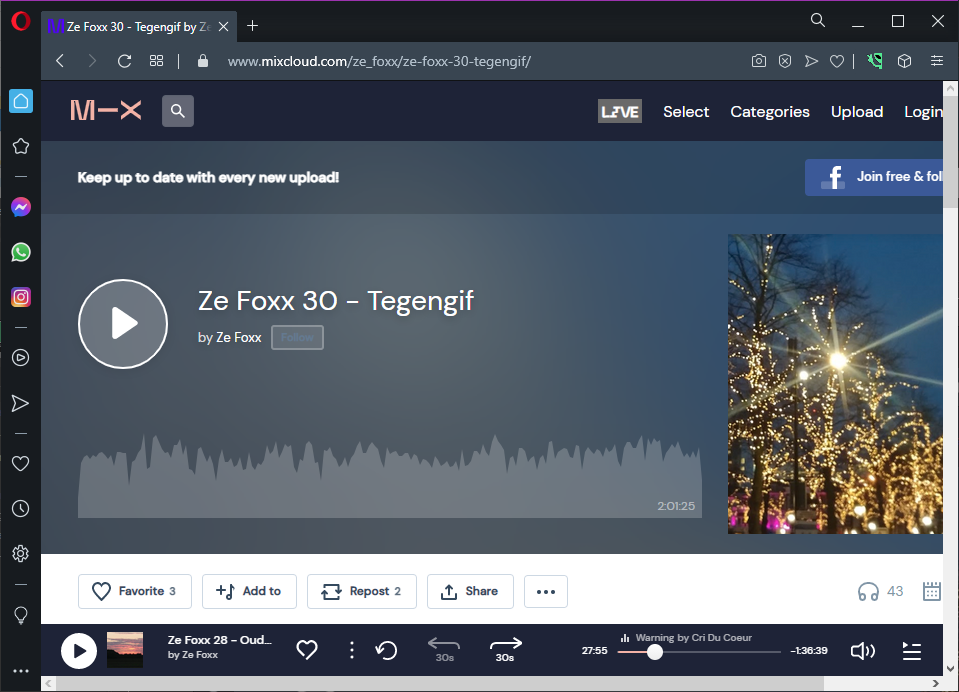 Ze Foxx 30 - Tegengif by Ze
www.mixcloud.com/ze_foxx/ze-foxx-30-tegengif/
M-X
LIVE Select Categories Upload Login
Keep up to date with every new upload!
f Join free & foll
Ze Foxx 30 - Tegengif
by Ze Foxx Follow
2:01:25
Favorite 3 Add to Repost 2 Share 43
Ze Foxx 28 - Oud...
by Ze Foxx
30s
30s
27:55
Warning by Cri Du Coeur
-1:36:39